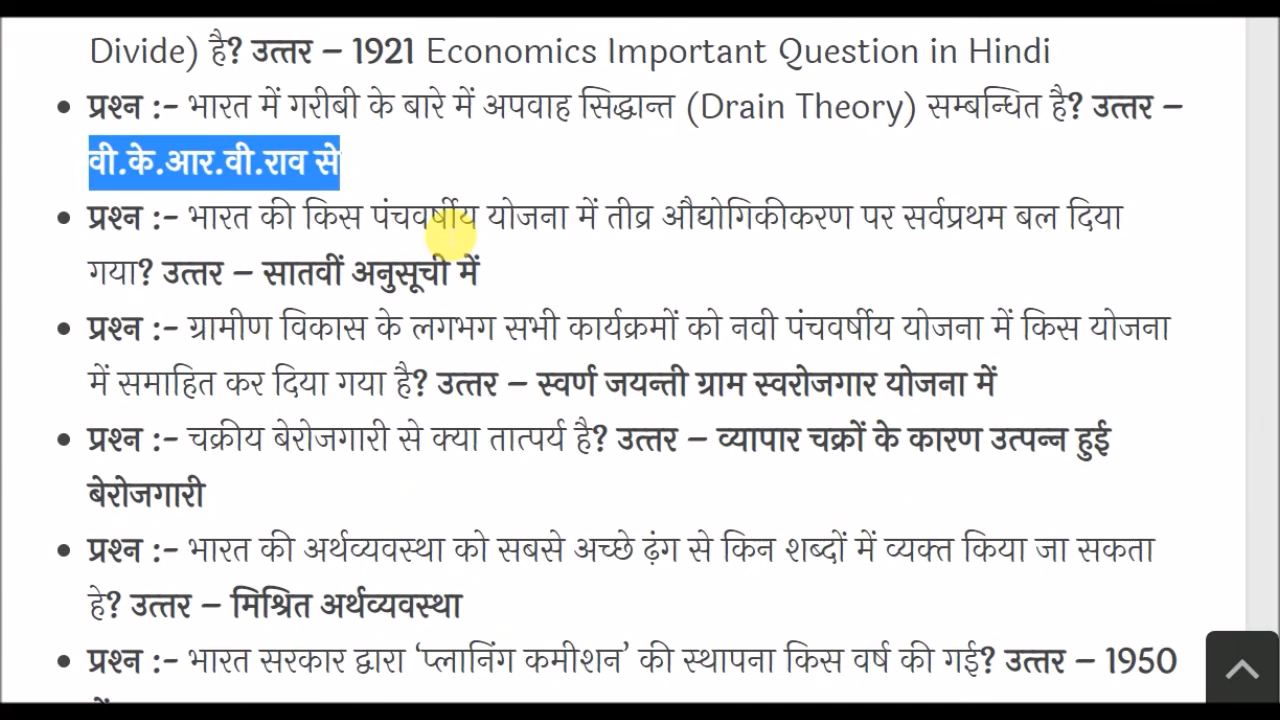 Divide) है? उत्तर – 1921 Economics Important Question in Hindi
• प्रश्न :- भारत में गरीबी के बारे में अपवाह सिद्धान्त (Drain Theory) सम्बन्धित है? उत्तर –
वी.के.आर.वी.राव से
• प्रश्न :- भारत की किस पंचवर्षीय योजना में तीव्र औद्योगिकीकरण पर सर्वप्रथम बल दिया
गया? उत्तर – सातवीं अनुसूची में
• प्रश्न :- ग्रामीण विकास के लगभग सभी कार्यक्रमों को नवी पंचवर्षीय योजना में किस योजना
में समाहित कर दिया गया है? उत्तर – स्वर्ण जयन्ती ग्राम स्वरोजगार योजना में
• प्रश्न :- चक्रीय बेरोजगारी से क्या तात्पर्य है? उत्तर – व्यापार चक्रों के कारण उत्पन्न हुई
बेरोजगारी
• प्रश्न :- भारत की अर्थव्यवस्था को सबसे अच्छे ढ़ंग से किन शब्दों में व्यक्त किया जा सकता
हे? उत्तर – मिश्रित अर्थव्यवस्था
• प्रश्न :- भारत सरकार द्वारा ‘प्लानिंग कमीशन’ की स्थापना किस वर्ष की गई? उत्तर – 1950